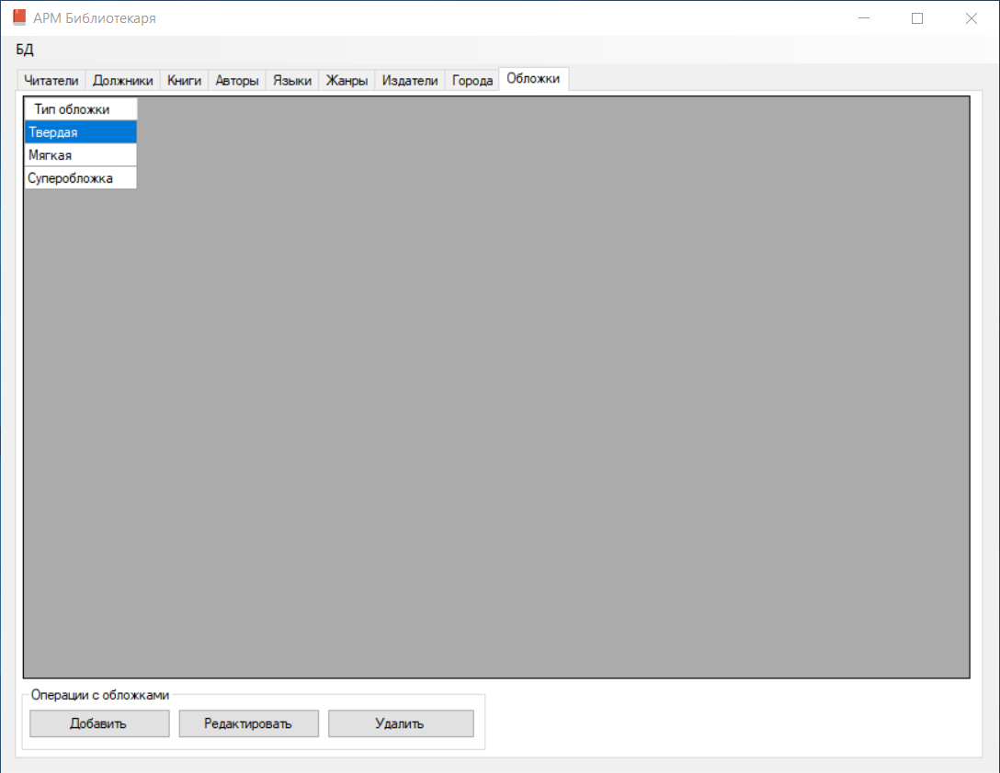 АРМ Библиотекаря
БД
Читатели Должники Книги Авторы Языки Жанры Издатели Города Обложки
Тип обложки
Твердая
Мягкая
Суперобложка
Операции с обложками
Добавить Редактировать Удалить